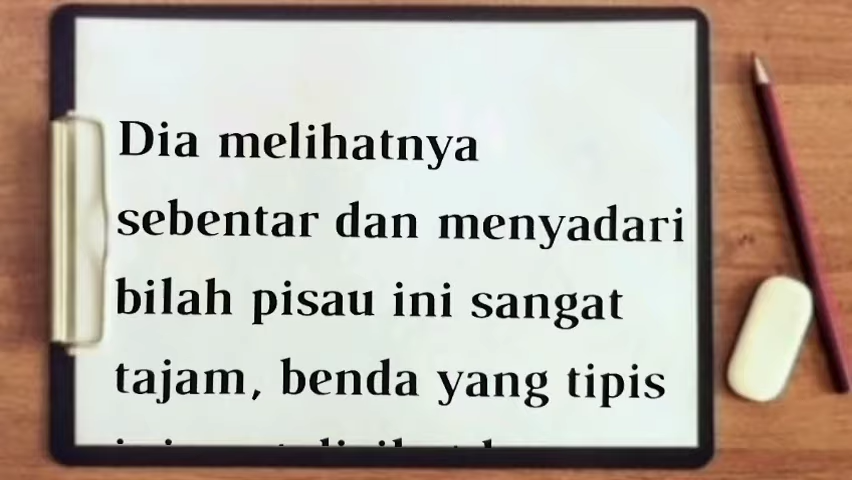 Dia melihatnya
sebentar dan menyadari
bilah pisau ini sangat
tajam, benda yang tipis